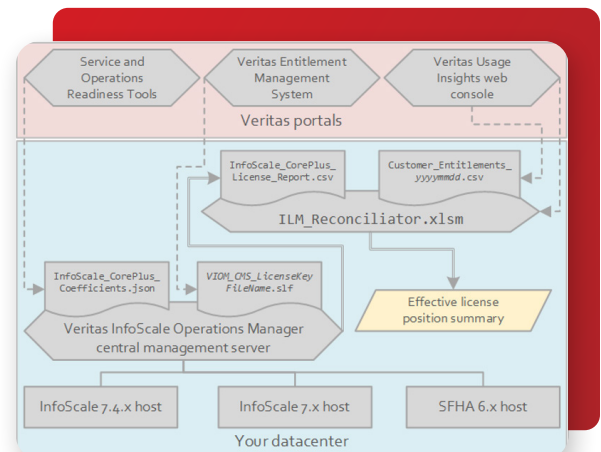 Service and
Operations
Readiness Tools
Veritas Entitlement
Management
System
Veritas Usage
Insights web
console
Veritas portals
InfoScale_CorePlus_
License_Report.csv
Customer_Entitlements_
yyyymmdd.csv
ILM_Reconciliator.xlsm
InfoScale_CorePlus_
Coefficients.json
VIOM_CMS_LicenseKey
FileName.slf
Effective license
position summary
Veritas InfoScale Operations Manager
central management server
InfoScale 7.4.x host
InfoScale 7.x host
SFHA 6.x host
Your datacenter